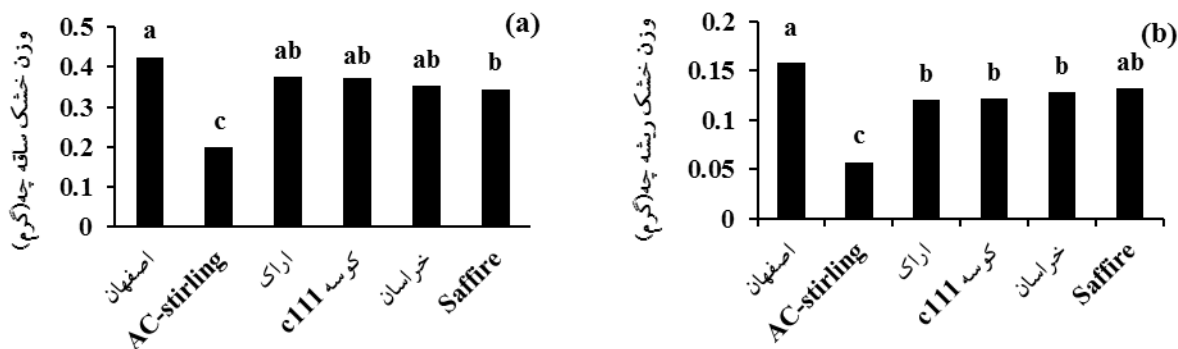 (a)
وزن خشک ساقه چه(گرم)
0.5
0.4
0.3
0.2
0.1
0
a
c
ab
ab
ab
b
اصفهان
AC-stirling
اراک
کوسه c111
خراسان
Saffire
(b)
وزن خشک ریشه چه(گرم)
0.2
0.15
0.1
0.05
0
a
c
b
b
b
ab
اصفهان
AC-stirling
اراک
کوسه c111
خراسان
Saffire